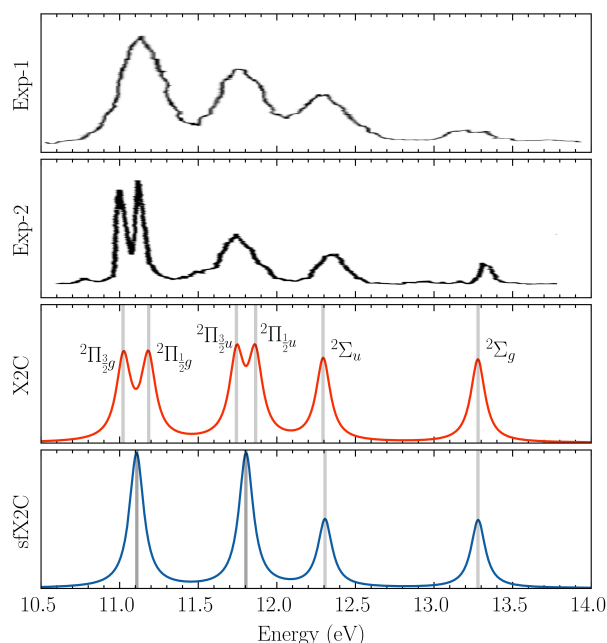 Exp-1
Exp-2
X2C
²Π₃⁄₂g
²Π₁⁄₂g
²Π₃⁄₂u
²Π₁⁄₂u
²Σᵤ
²Σg
sfX2C
10.5 11.0 11.5 12.0 12.5 13.0 13.5 14.0
Energy (eV)